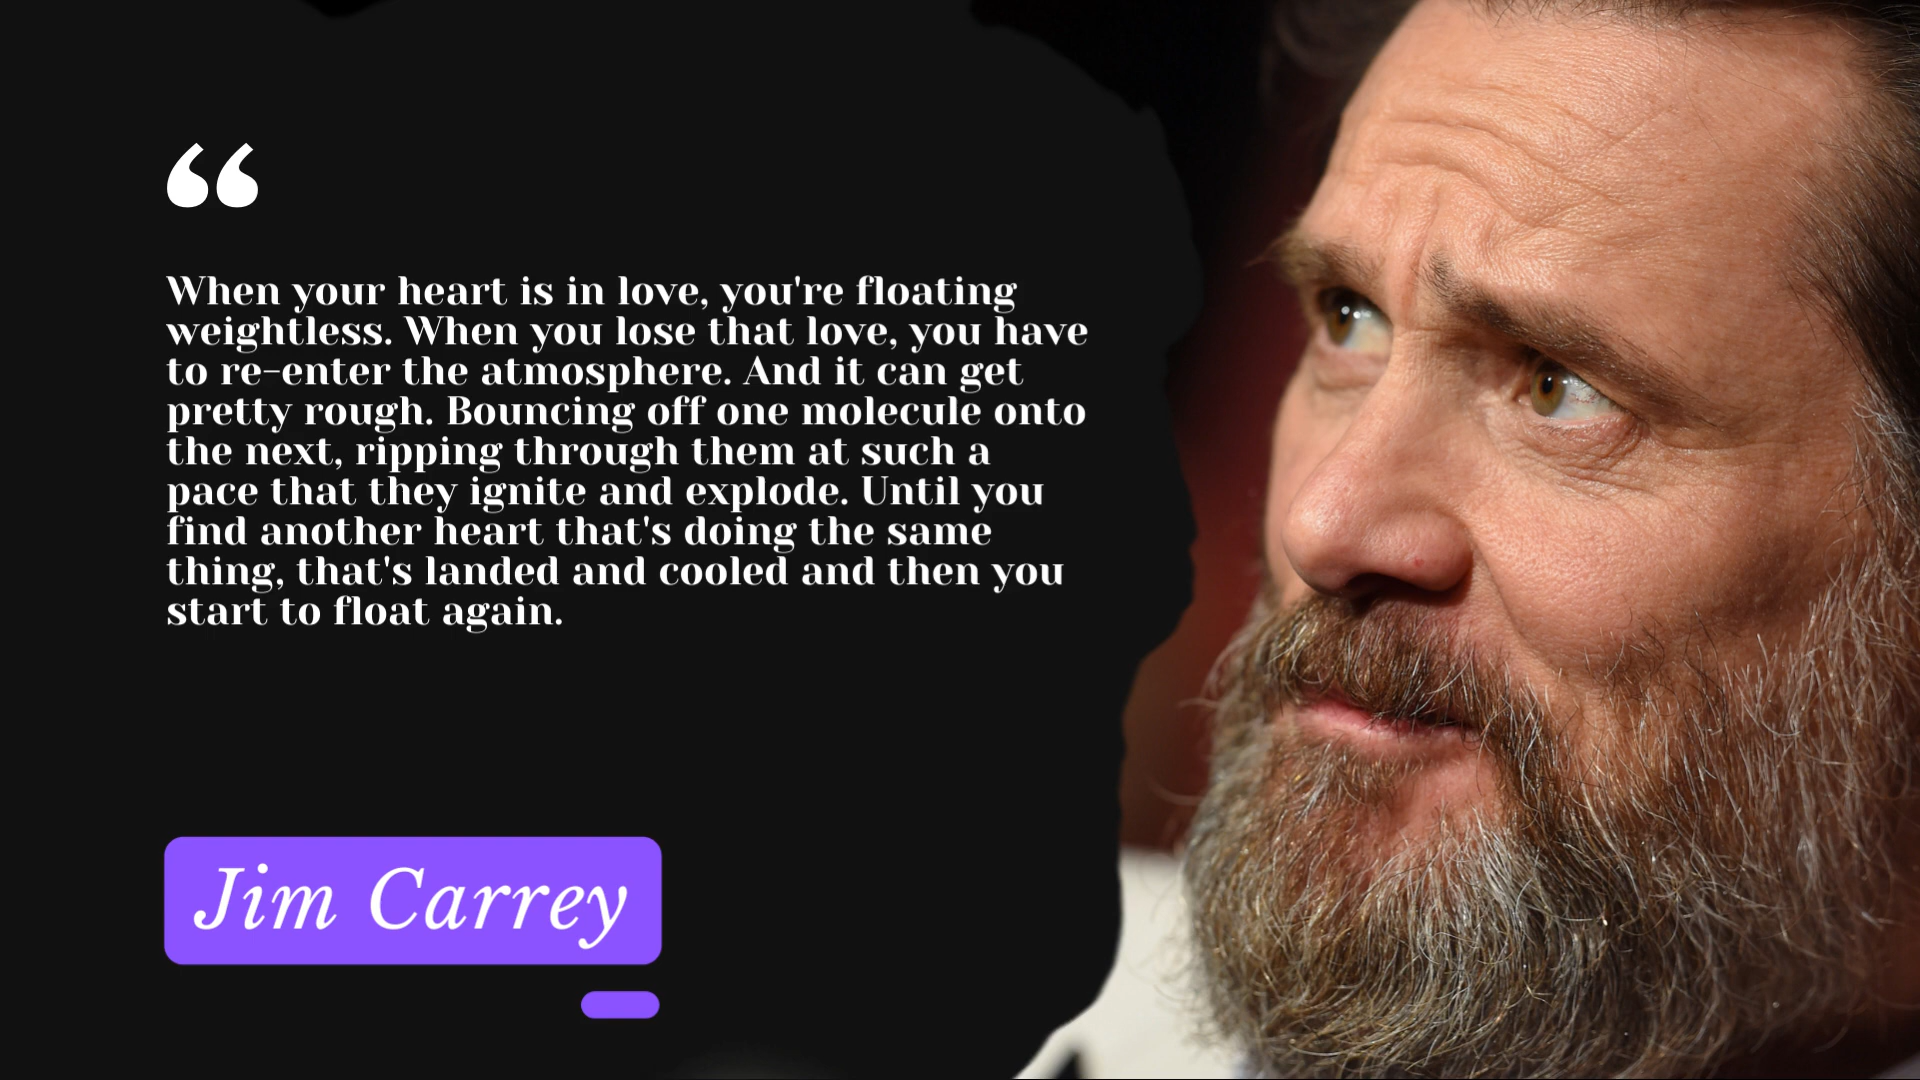 “
When your heart is in love, you're floating
weightless. When you lose that love, you have
to re-enter the atmosphere. And it can get
pretty rough. Bouncing off one molecule onto
the next, ripping through them at such a
pace that they ignite and explode. Until you
find another heart that's doing the same
thing, that's landed and cooled and then you
start to float again.
Jim Carrey